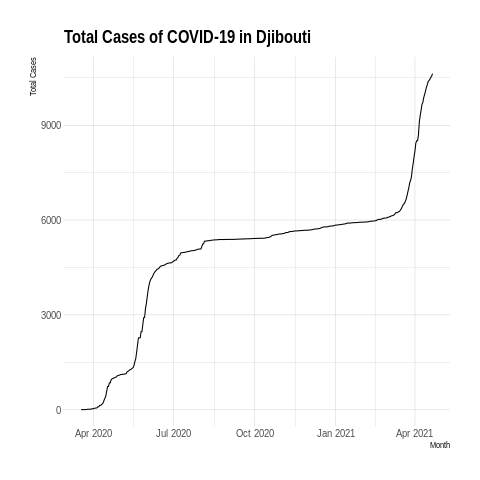 Total Cases of COVID-19 in Djibouti
Total Cases
9000
6000
3000
0
Apr 2020 Jul 2020 Oct 2020 Jan 2021 Apr 2021
Month